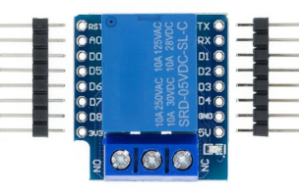 RST
A0
D0
D5
D6
D7
D8
3V3
TX
RX
D1
D2
D3
D4
GND
5V
10A 250VAC 10A 125VAC
10A 30VDC 10A 28VDC
SRD-05VDC-SL-C
NO
NC